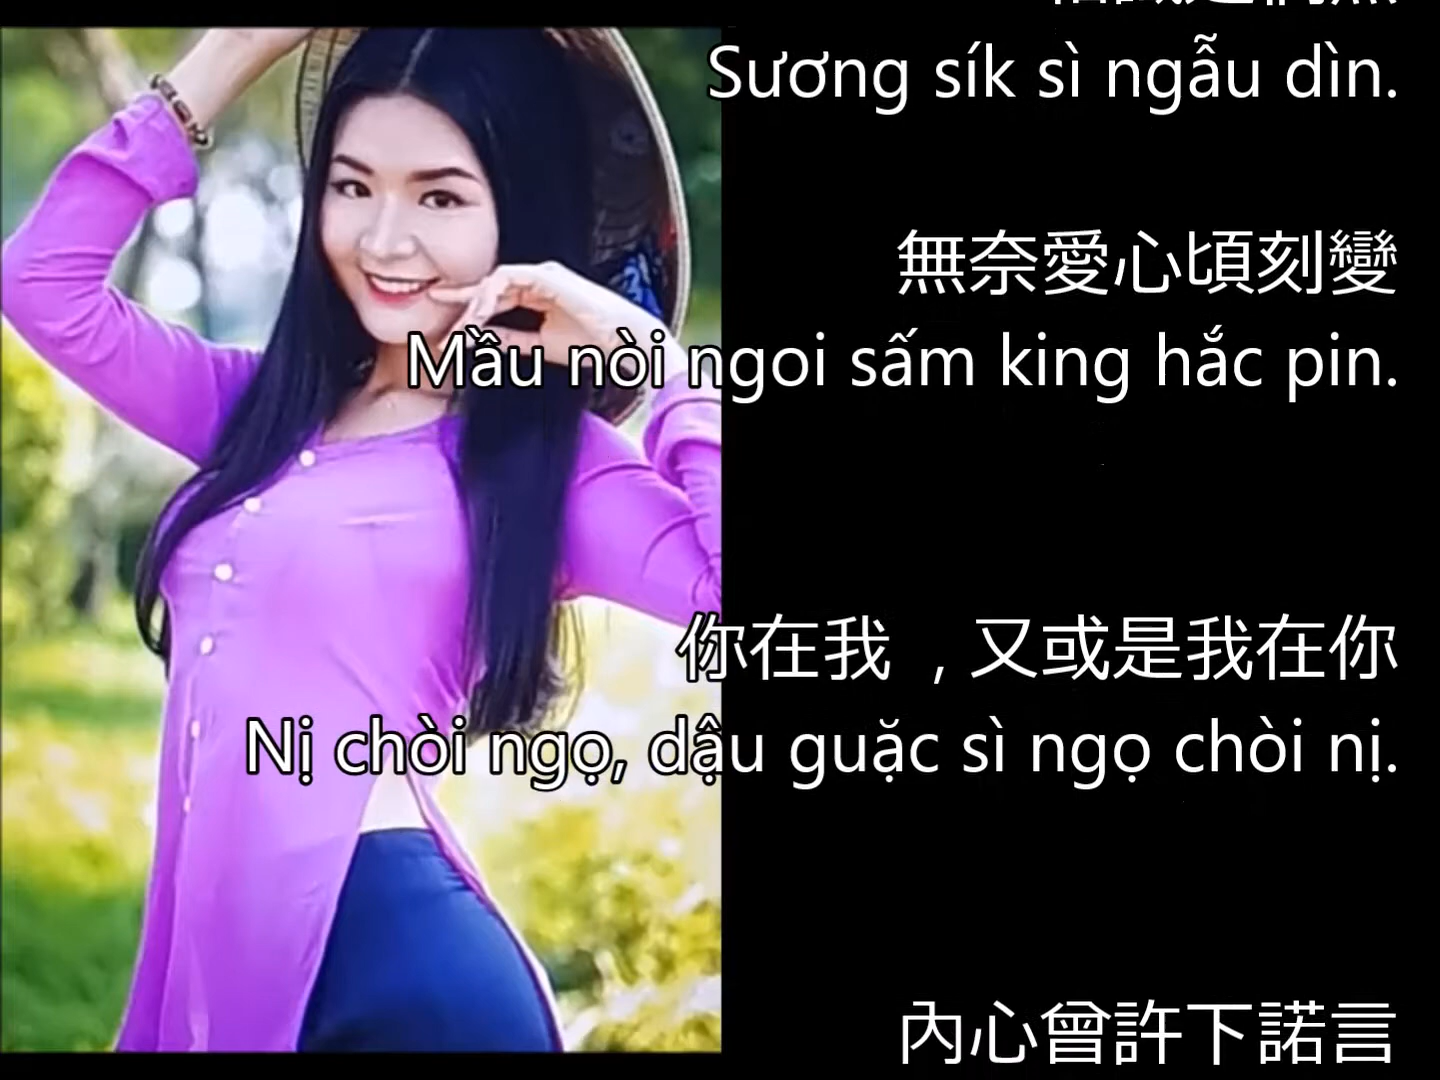 Sương sík sì ngẫu dìn.
無奈愛心頃刻變
Mầu nòi ngoi sấm king hắc pin.
你在我 , 又或是我在你
Nị chòi ngọ, dậu guặc sì ngọ chòi nị.
內心曾許下諾言